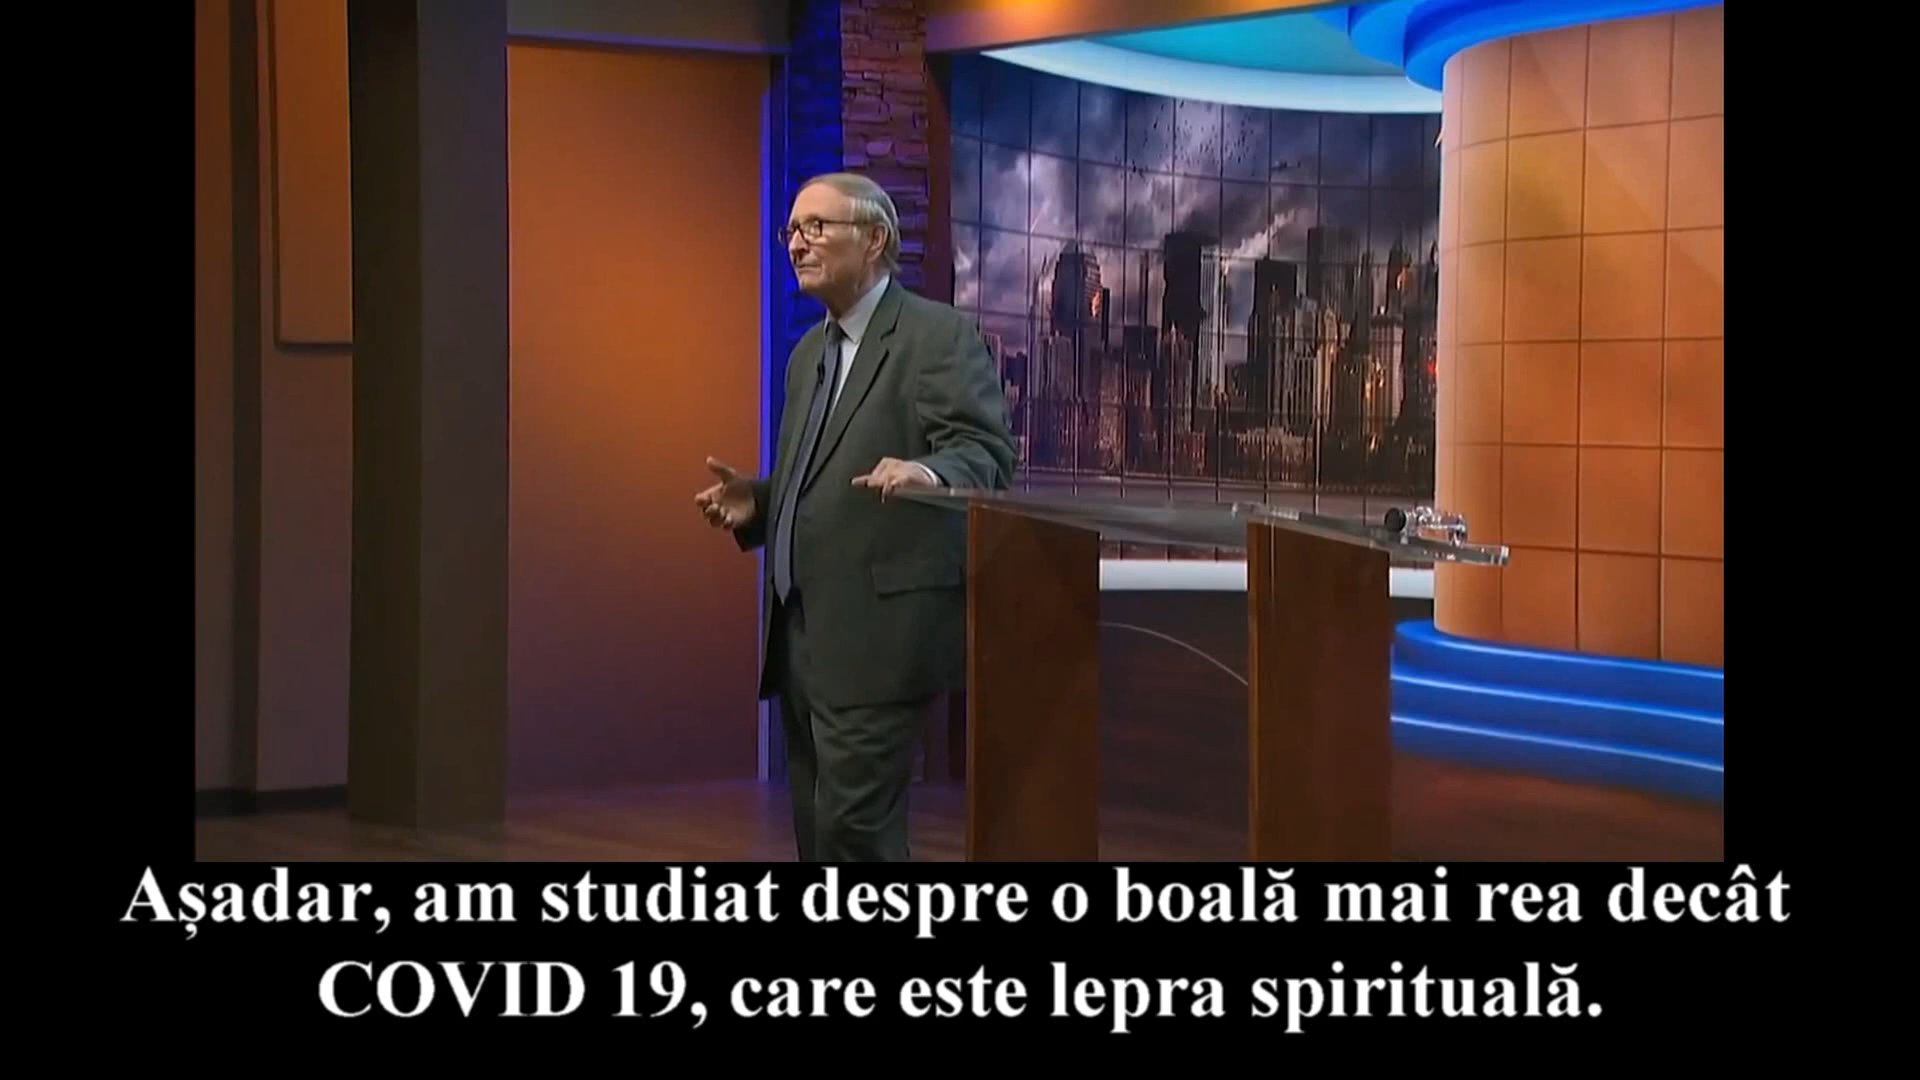 Așadar, am studiat despre o boală mai rea decât
COVID 19, care este lepra spirituală.